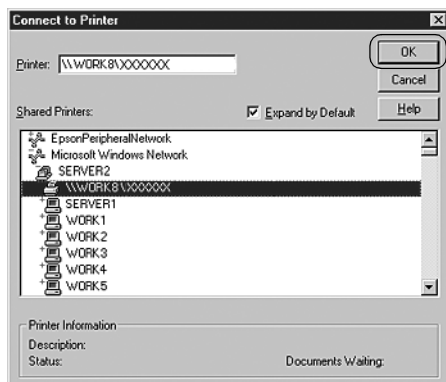 Connect to Printer
Printer: \\WORK8\XXXXXX
OK
Cancel
Help
Shared Printers:
Expand by Default
EpsonPeripheralNetwork
Microsoft Windows Network
SERVER2
\\WORK8\XXXXXX
SERVER1
WORK1
WORK2
WORK3
WORK4
WORK5
Printer Information
Description:
Status: Documents Waiting: